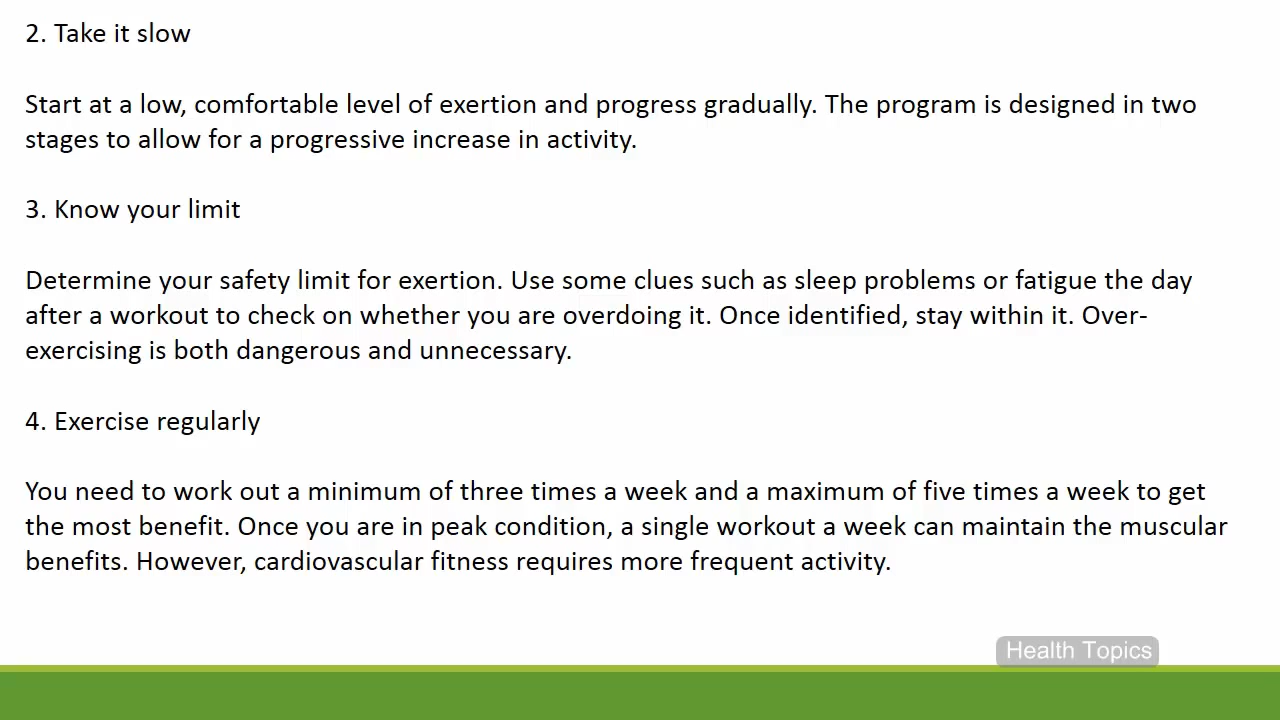 2. Take it slow
Start at a low, comfortable level of exertion and progress gradually. The program is designed in two
stages to allow for a progressive increase in activity.
3. Know your limit
Determine your safety limit for exertion. Use some clues such as sleep problems or fatigue the day
after a workout to check on whether you are overdoing it. Once identified, stay within it. Over-
exercising is both dangerous and unnecessary.
4. Exercise regularly
You need to work out a minimum of three times a week and a maximum of five times a week to get
the most benefit. Once you are in peak condition, a single workout a week can maintain the muscular
benefits. However, cardiovascular fitness requires more frequent activity.
Health Topics